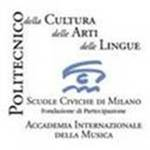 POLITECNICO
della CULTURA
delle ARTI
delle LINGUE
SCUOLE CIVICHE DI MILANO
Fondazione di Partecipazione
ACCADEMIA INTERNAZIONALE
DELLA MUSICA